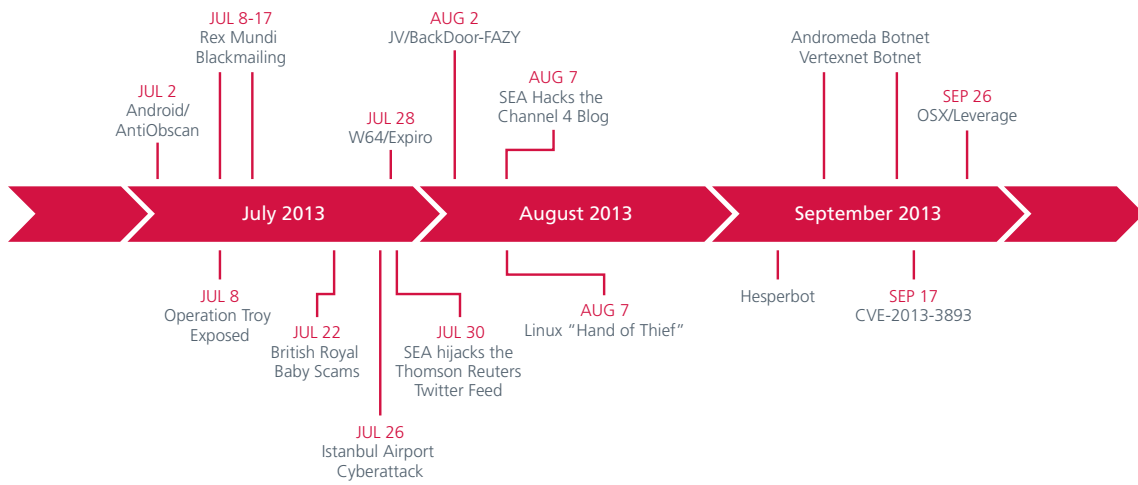 JUL 8-17
Rex Mundi
Blackmailing
JUL 2
Android/
AntiObscan
JUL 28
W64/Expiro
AUG 2
JV/BackDoor-FAZY
AUG 7
SEA Hacks the
Channel 4 Blog
Andromeda Botnet
Vertexnet Botnet
SEP 26
OSX/Leverage
July 2013
August 2013
September 2013
JUL 8
Operation Troy
Exposed
JUL 22
British Royal
Baby Scams
JUL 26
Istanbul Airport
Cyberattack
JUL 30
SEA hijacks the
Thomson Reuters
Twitter Feed
AUG 7
Linux “Hand of Thief”
Hesperbot
SEP 17
CVE-2013-3893